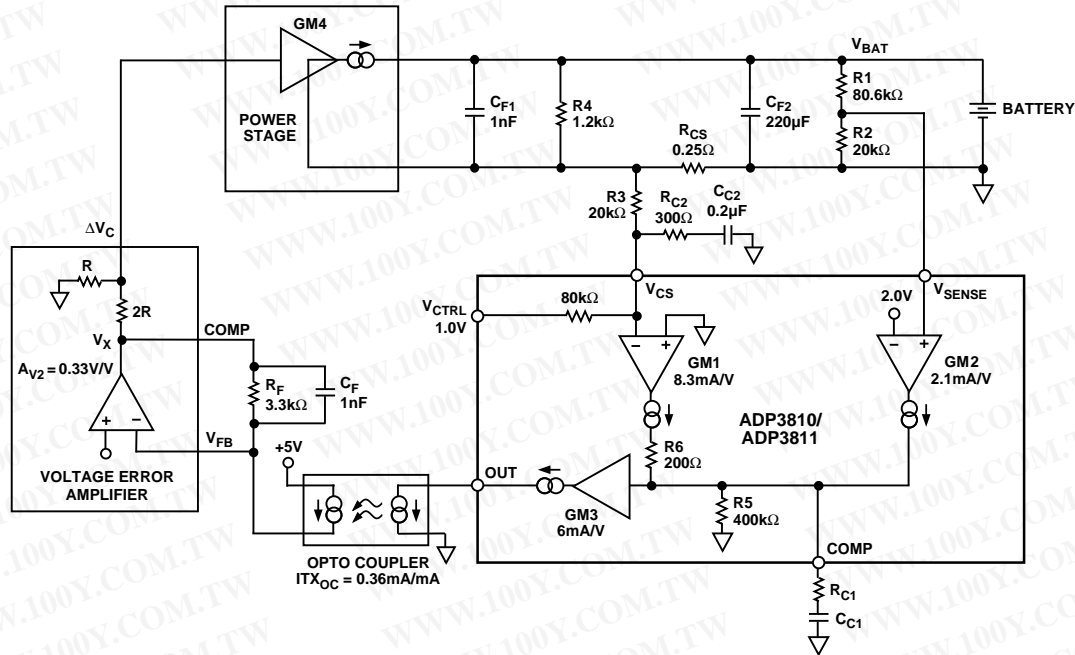 GM4
POWER
STAGE
C_F1
1nF
R4
1.2kΩ
C_F2
220µF
V_BAT
R1
80.6kΩ
R2
20kΩ
BATTERY
R_CS
0.25Ω
R3
20kΩ
R_C2
300Ω
C_C2
0.2µF
ΔV_C
R
2R
V_X
COMP
A_V2 = 0.33V/V
R_F
3.3kΩ
C_F
1nF
+
–
V_FB
VOLTAGE ERROR
AMPLIFIER
+5V
OPTO COUPLER
ITX_OC = 0.36mA/mA
OUT
V_CTRL
1.0V
80kΩ
V_CS
V_SENSE
2.0V
–
+
GM1
8.3mA/V
–
+
GM2
2.1mA/V
ADP3810/
ADP3811
R6
200Ω
GM3
6mA/V
R5
400kΩ
COMP
R_C1
C_C1
WWW.100Y.COM.TW